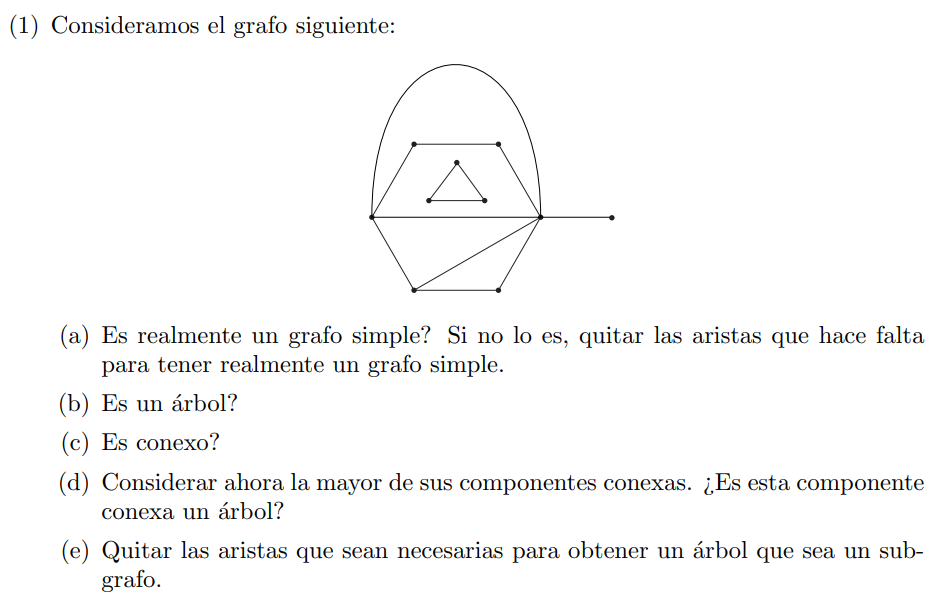 (1) Consideramos el grafo siguiente:
(a) Es realmente un grafo simple? Si no lo es, quitar las aristas que hace falta
para tener realmente un grafo simple.
(b) Es un árbol?
(c) Es conexo?
(d) Considerar ahora la mayor de sus componentes conexas. ¿Es esta componente
conexa un árbol?
(e) Quitar las aristas que sean necesarias para obtener un árbol que sea un sub-
grafo.